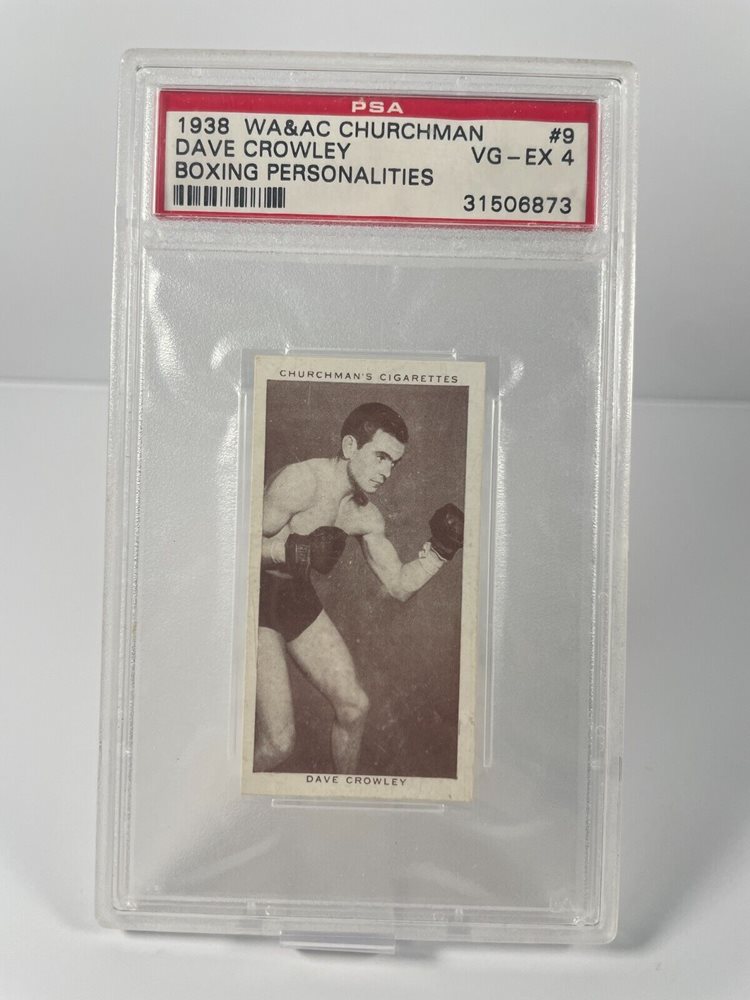 PSA
1938 WA&AC CHURCHMAN #9
DAVE CROWLEY VG-EX 4
BOXING PERSONALITIES
31506873
CHURCHMAN'S CIGARETTES
DAVE CROWLEY